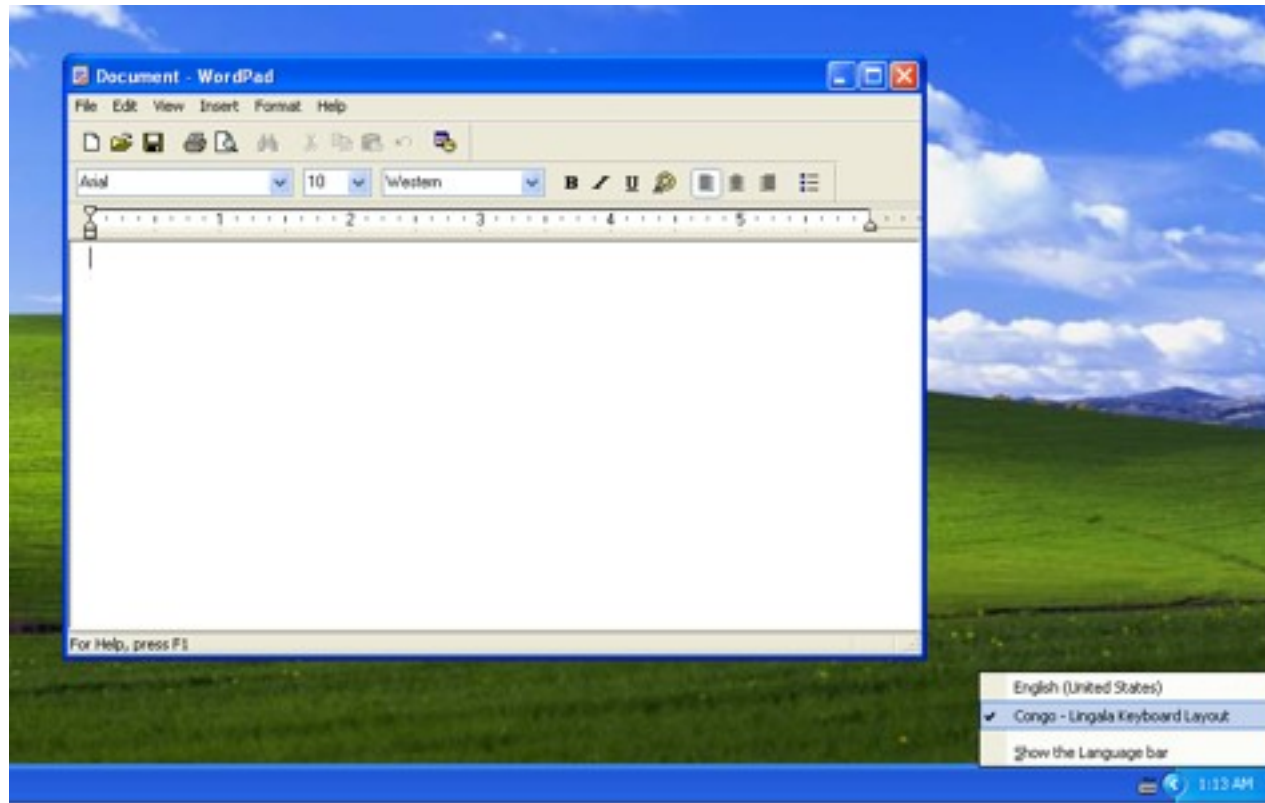 Document - WordPad
File Edit View Insert Format Help
Arial 10 Western B / U
1 2 3 4 5
For Help, press F1
English (United States)
Congo - Lingala Keyboard Layout
Show the Language bar
1:13 AM